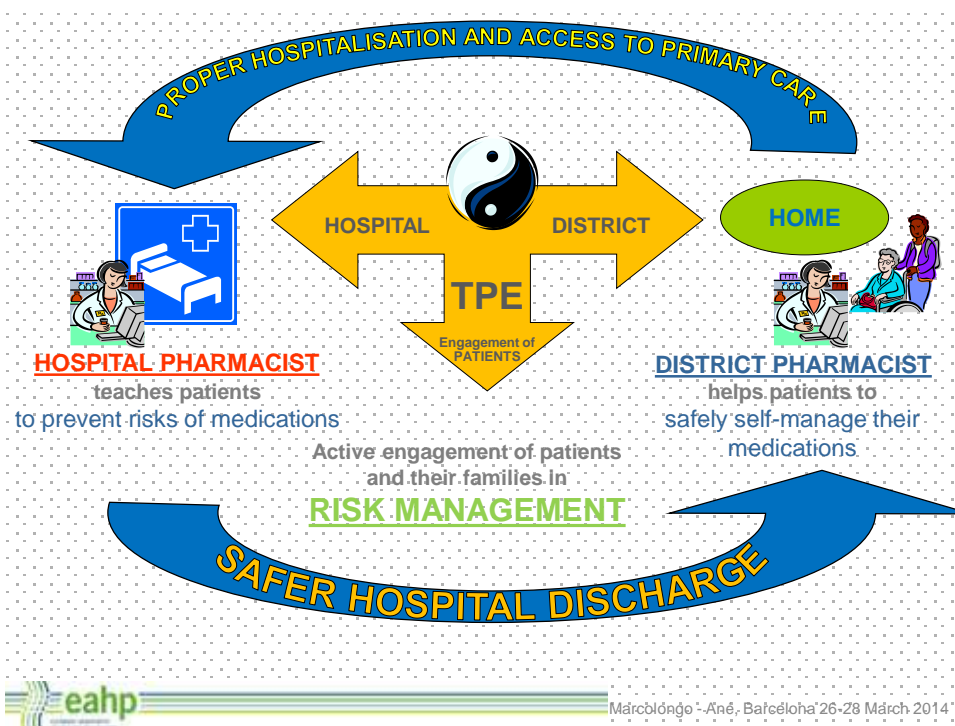 PROPER HOSPITALISATION AND ACCESS TO PRIMARY CARE
HOSPITAL
DISTRICT
HOME
TPE
Engagement of
PATIENTS
HOSPITAL PHARMACIST
teaches patients
to prevent risks of medications
DISTRICT PHARMACIST
helps patients to
safely self-manage their
medications
Active engagement of patients
and their families in
RISK MANAGEMENT
SAFER HOSPITAL DISCHARGE
eahp
Marcolongo - Ané, Barcelona 26-28 March 2014